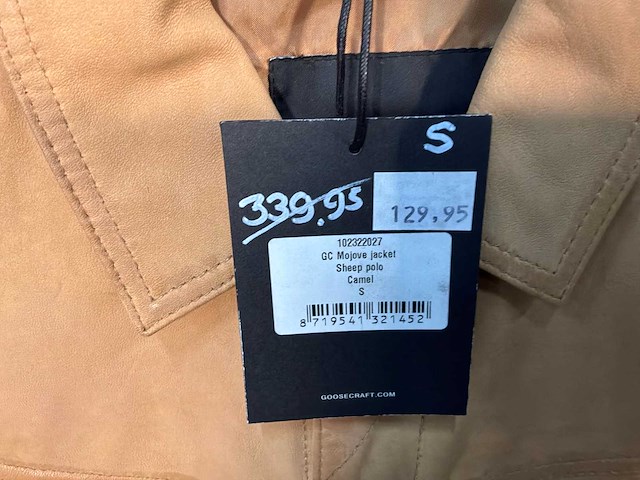 S
339.95
129,95
102322027
GC Mojove jacket
Sheep polo
Camel
S
8 719541 321452
GOOSECRAFT.COM